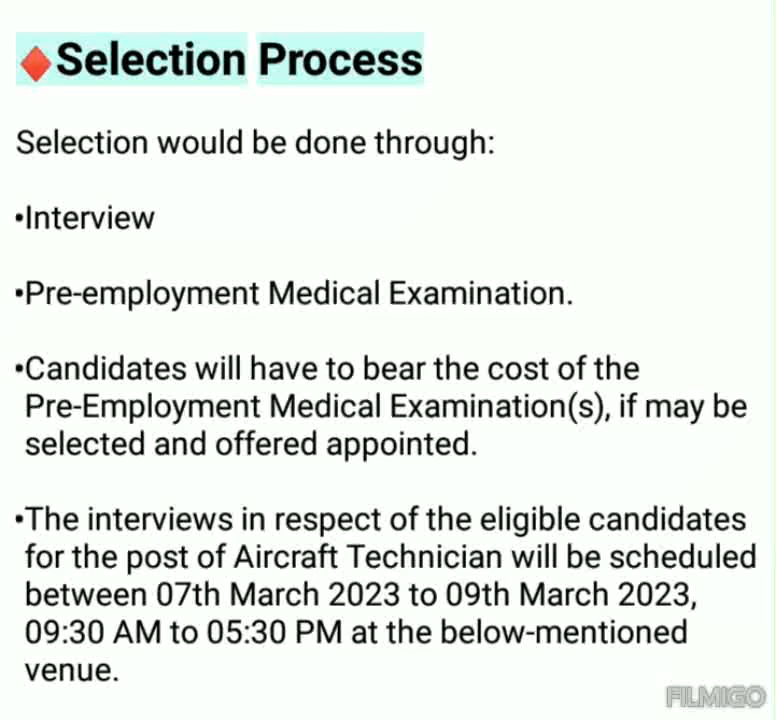 ♦Selection Process
Selection would be done through:
•Interview
•Pre-employment Medical Examination.
•Candidates will have to bear the cost of the
Pre-Employment Medical Examination(s), if may be
selected and offered appointed.
•The interviews in respect of the eligible candidates
for the post of Aircraft Technician will be scheduled
between 07th March 2023 to 09th March 2023,
09:30 AM to 05:30 PM at the below-mentioned
venue.
FILMIGO